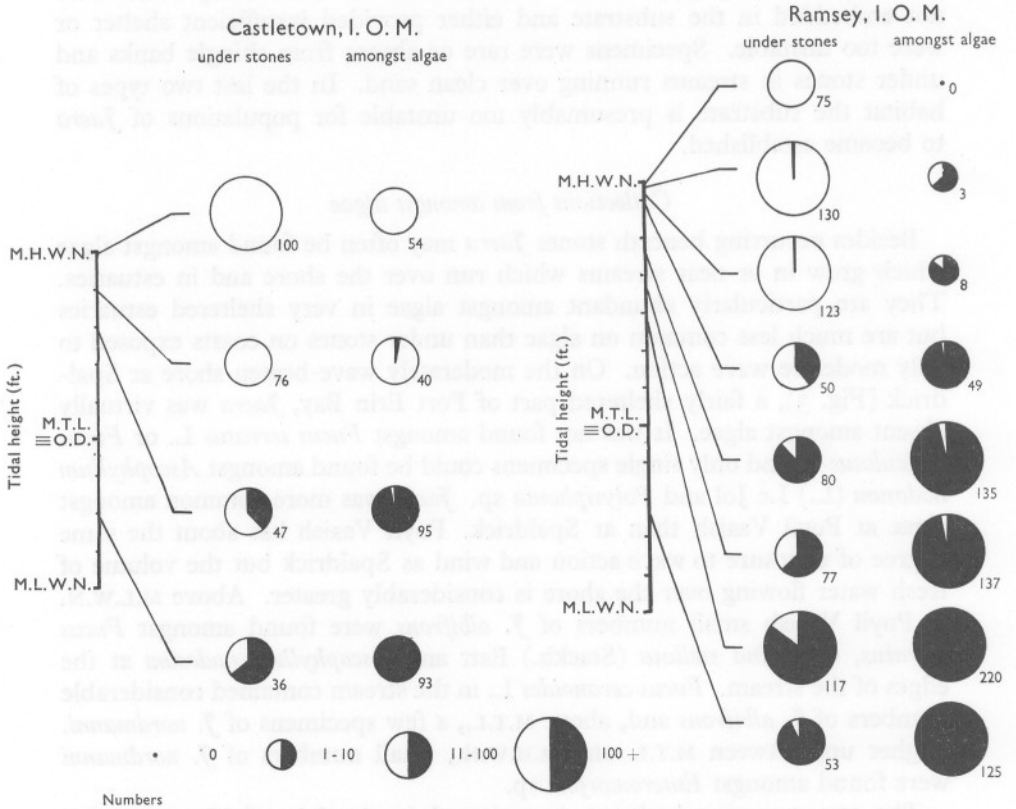 Castletown, I. O. M.
under stones amongst algae
Ramsey, I. O. M.
under stones amongst algae
M.H.W.N.
Tidal height (ft.)
M.T.L.
≡O.D.
M.L.W.N.
100 54
76 40
47 95
36 93
M.H.W.N.
Tidal height (ft.)
M.T.L.
≡O.D.
M.L.W.N.
75 0
130 3
123 8
50 49
80 135
77 137
117 220
53 125
0 1-10 11-100 100 +
Numbers